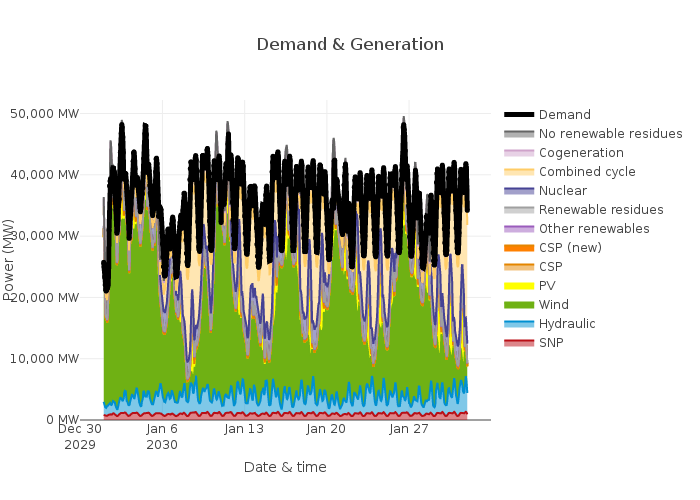 Demand & Generation
50,000 MW
40,000 MW
30,000 MW
20,000 MW
10,000 MW
0 MW
Power (MW)
Dec 30
2029
Jan 6
2030
Jan 13
Jan 20
Jan 27
Date & time
Demand
No renewable residues
Cogeneration
Combined cycle
Nuclear
Renewable residues
Other renewables
CSP (new)
CSP
PV
Wind
Hydraulic
SNP